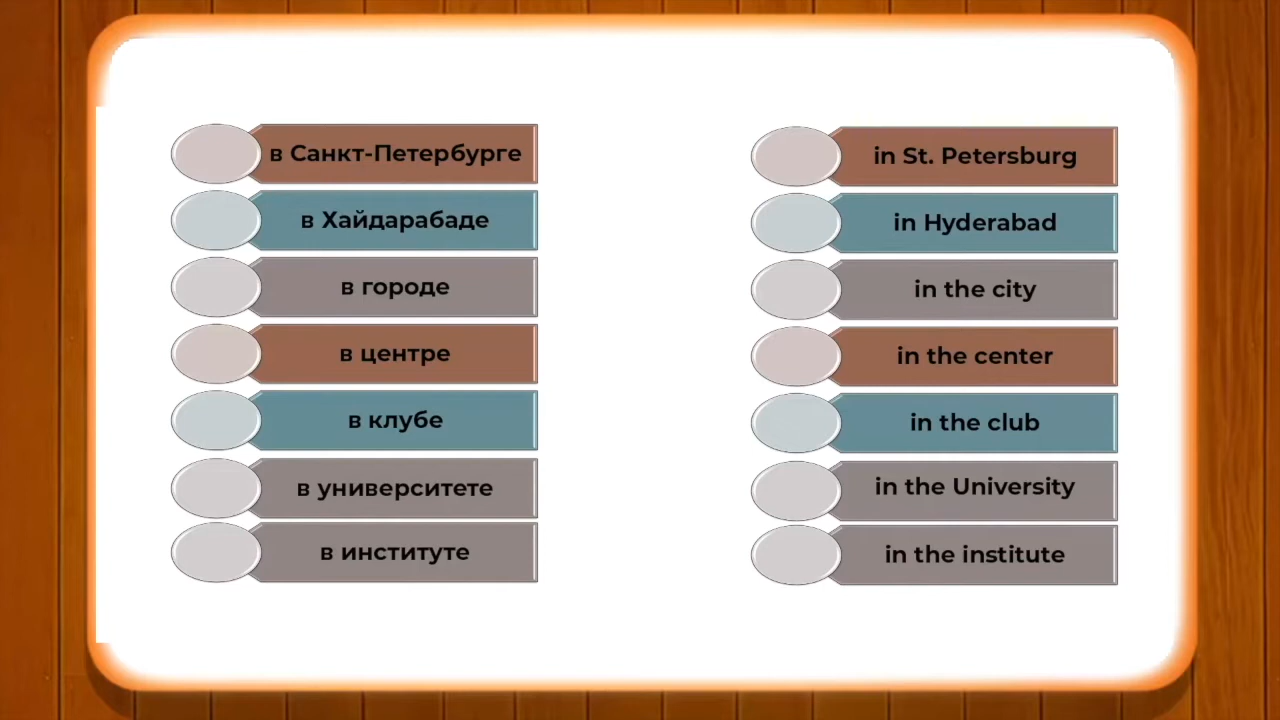 в Санкт-Петербурге
in St. Petersburg
в Хайдарабаде
in Hyderabad
в городе
in the city
в центре
in the center
в клубе
in the club
в университете
in the University
в институте
in the institute